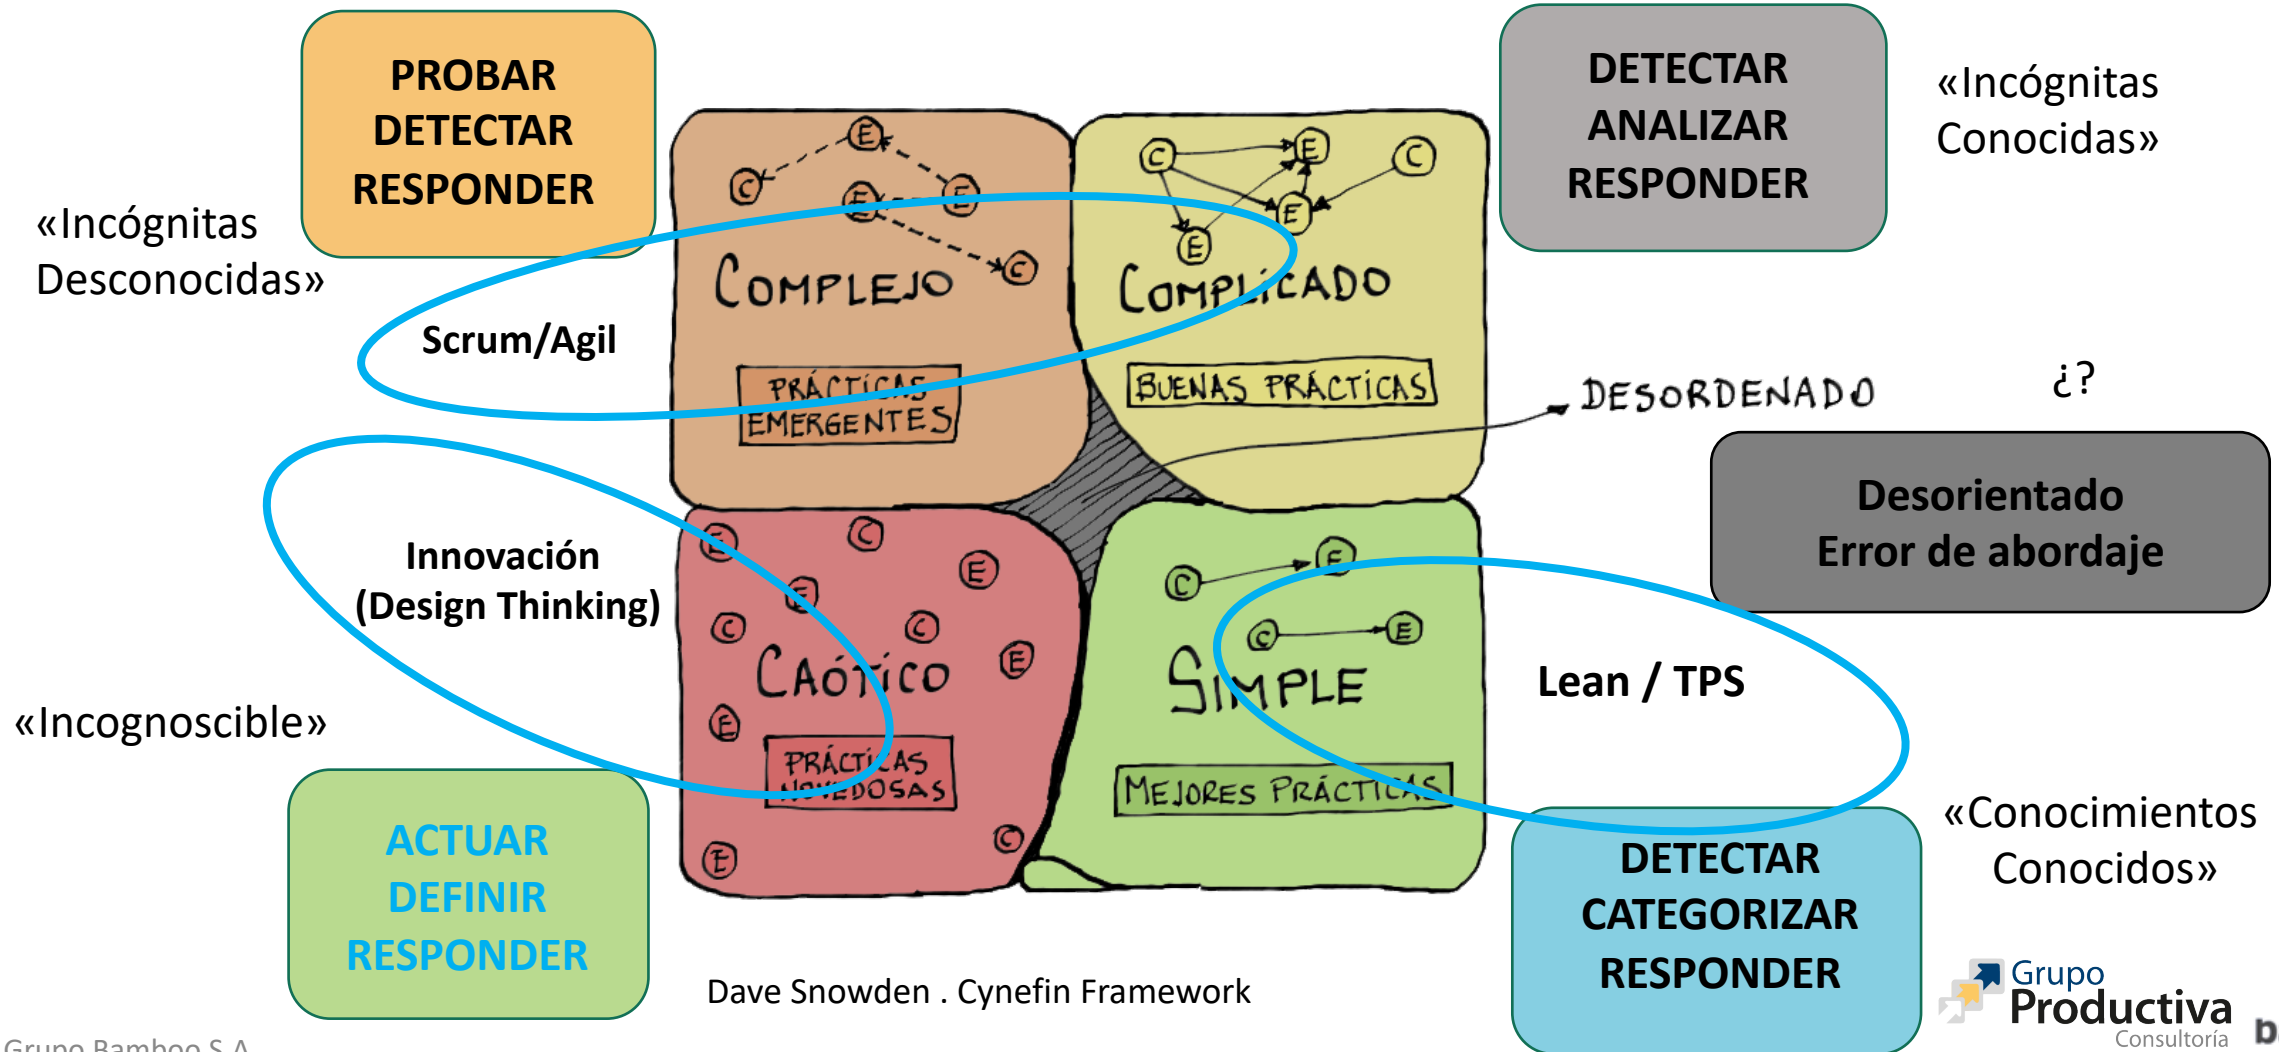 PROBAR
DETECTAR
RESPONDER
«Incógnitas
Desconocidas»
DETECTAR
ANALIZAR
RESPONDER
«Incógnitas
Conocidas»
E
C
E
E
C
COMPLEJO
PRÁCTICAS
EMERGENTES
Scrum/Agil
C
E
C
E
E
COMPLICADO
BUENAS PRÁCTICAS
DESORDENADO
¿?
Desorientado
Error de abordaje
Innovación
(Design Thinking)
E
C
E
E
C
C
E
CAÓTICO
E
PRÁCTICAS
NOVEDOSAS
C
E
«Incognoscible»
ACTUAR
DEFINIR
RESPONDER
C
E
C
E
SIMPLE
MEJORES PRÁCTICAS
Lean / TPS
«Conocimientos
Conocidos»
DETECTAR
CATEGORIZAR
RESPONDER
Dave Snowden . Cynefin Framework
Grupo
Productiva
Consultoría
b
Grupo Bamboo S.A